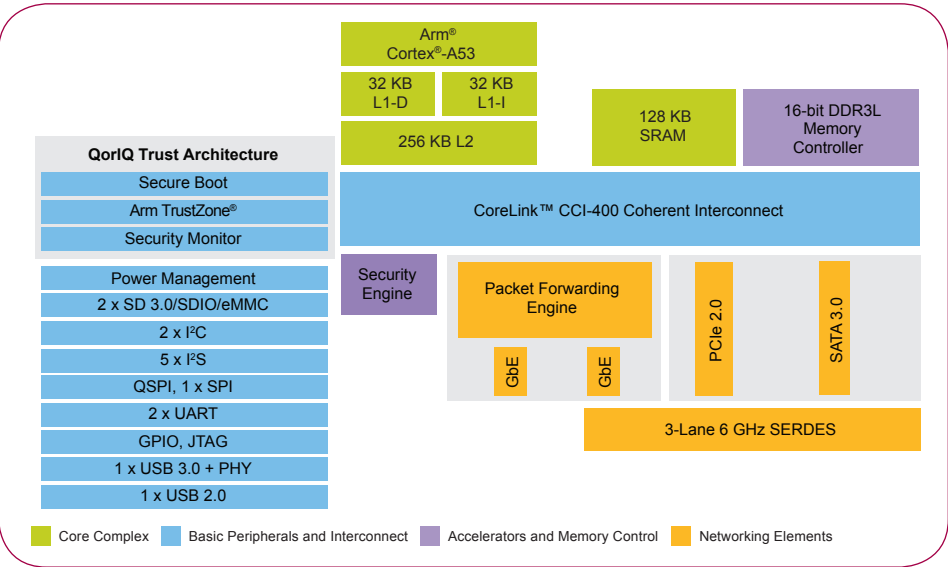 Arm®
Cortex®-A53
32 KB
L1-D
32 KB
L1-I
256 KB L2
128 KB
SRAM
16-bit DDR3L
Memory
Controller
QorIQ Trust Architecture
Secure Boot
Arm TrustZone®
Security Monitor
CoreLink™ CCI-400 Coherent Interconnect
Power Management
2 x SD 3.0/SDIO/eMMC
2 x I²C
5 x I²S
QSPI, 1 x SPI
2 x UART
GPIO, JTAG
1 x USB 3.0 + PHY
1 x USB 2.0
Security
Engine
Packet Forwarding
Engine
GbE
GbE
PCIe 2.0
SATA 3.0
3-Lane 6 GHz SERDES
Core Complex
Basic Peripherals and Interconnect
Accelerators and Memory Control
Networking Elements